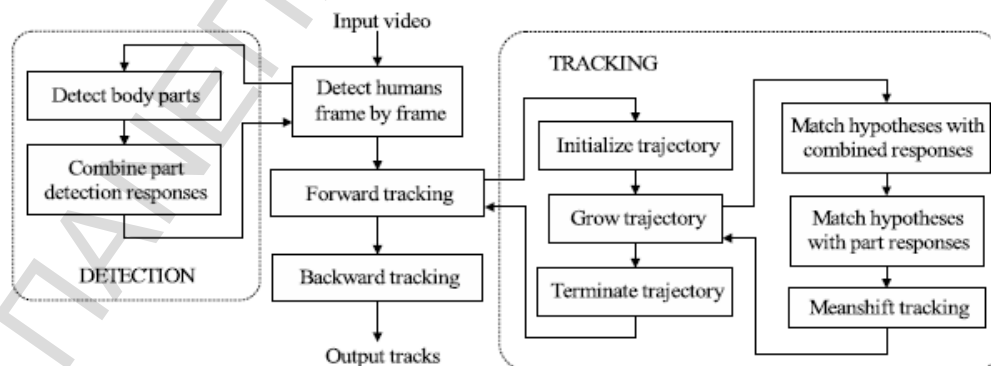 Input video
Detect body parts
Combine part
detection responses
DETECTION
Detect humans
frame by frame
Forward tracking
Backward tracking
Output tracks
TRACKING
Initialize trajectory
Grow trajectory
Terminate trajectory
Match hypotheses with
combined responses
Match hypotheses
with part responses
Meanshift tracking